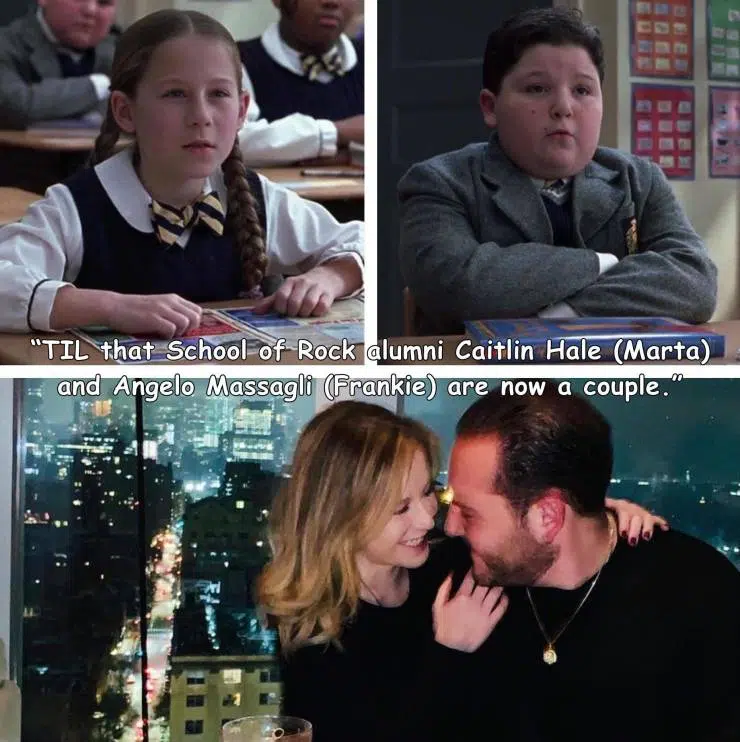 "TIL that School of Rock alumni Caitlin Hale (Marta)
and Angelo Massagli (Frankie) are now a couple."